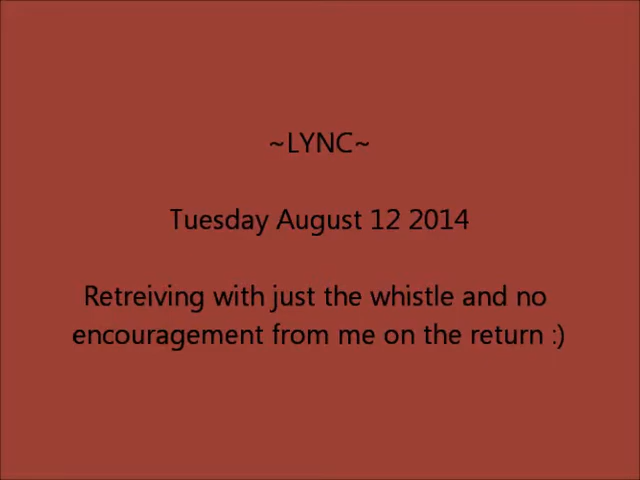 ~LYNC~
Tuesday August 12 2014
Retreiving with just the whistle and no
encouragement from me on the return :)